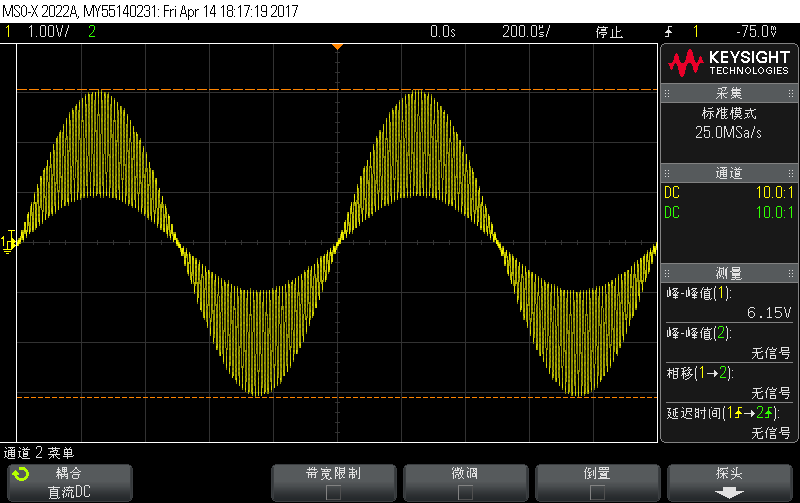 MSO-X 2022A, MY55140231: Fri Apr 14 18:17:19 2017
1 1.00V/ 2 0.0s 200.0s/ 停止 1 -75.0V
KEYSIGHT
TECHNOLOGIES
采集
标准模式
25.0MSa/s
通道
DC 10.0:1
DC 10.0:1
测量
峰-峰值(1):
6.15V
峰-峰值(2):
无信号
相移(1→2):
无信号
延迟时间(1→2):
无信号
1
通道 2 菜单
耦合
直流DC
带宽限制
微调
倒置
探头